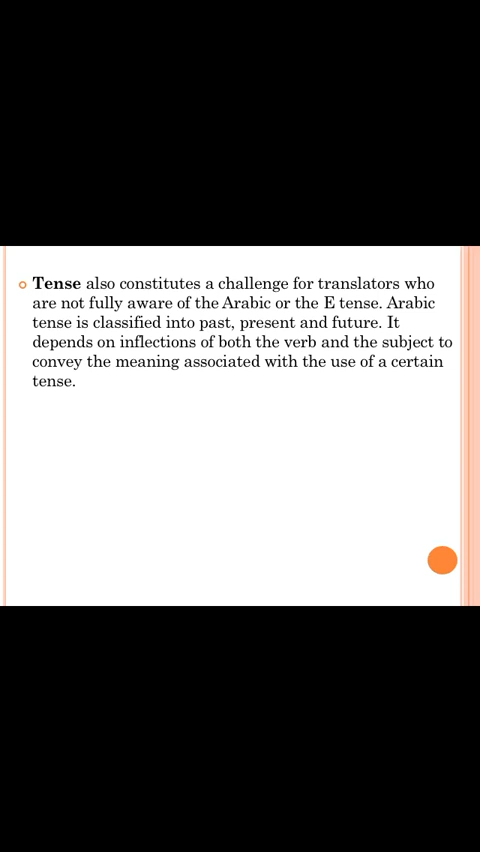 Tense also constitutes a challenge for translators who
are not fully aware of the Arabic or the E tense. Arabic
tense is classified into past, present and future. It
depends on inflections of both the verb and the subject to
convey the meaning associated with the use of a certain
tense.